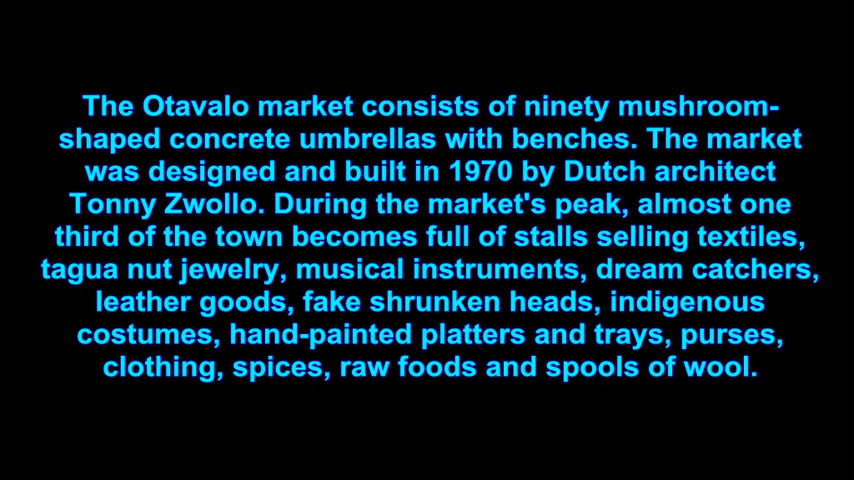 The Otavalo market consists of ninety mushroom-
shaped concrete umbrellas with benches. The market
was designed and built in 1970 by Dutch architect
Tonny Zwollo. During the market's peak, almost one
third of the town becomes full of stalls selling textiles,
tagua nut jewelry, musical instruments, dream catchers,
leather goods, fake shrunken heads, indigenous
costumes, hand-painted platters and trays, purses,
clothing, spices, raw foods and spools of wool.